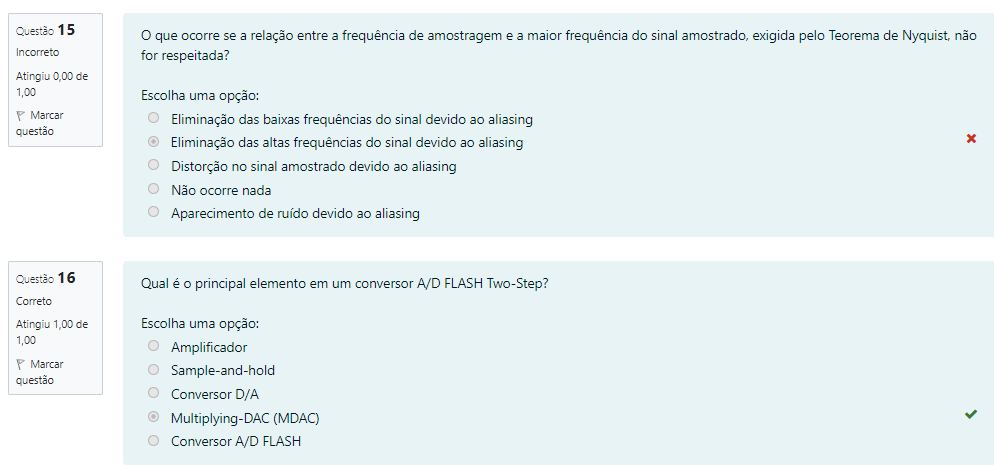 Questão 15
Incorreto
Atingiu 0,00 de
1,00
Marcar
questão
O que ocorre se a relação entre a frequência de amostragem e a maior frequência do sinal amostrado, exigida pelo Teorema de Nyquist, não
for respeitada?
Escolha uma opção:
Eliminação das baixas frequências do sinal devido ao aliasing
Eliminação das altas frequências do sinal devido ao aliasing
Distorção no sinal amostrado devido ao aliasing
Não ocorre nada
Aparecimento de ruído devido ao aliasing
Questão 16
Correto
Atingiu 1,00 de
1,00
Marcar
questão
Qual é o principal elemento em um conversor A/D FLASH Two-Step?
Escolha uma opção:
Amplificador
Sample-and-hold
Conversor D/A
Multiplying-DAC (MDAC)
Conversor A/D FLASH